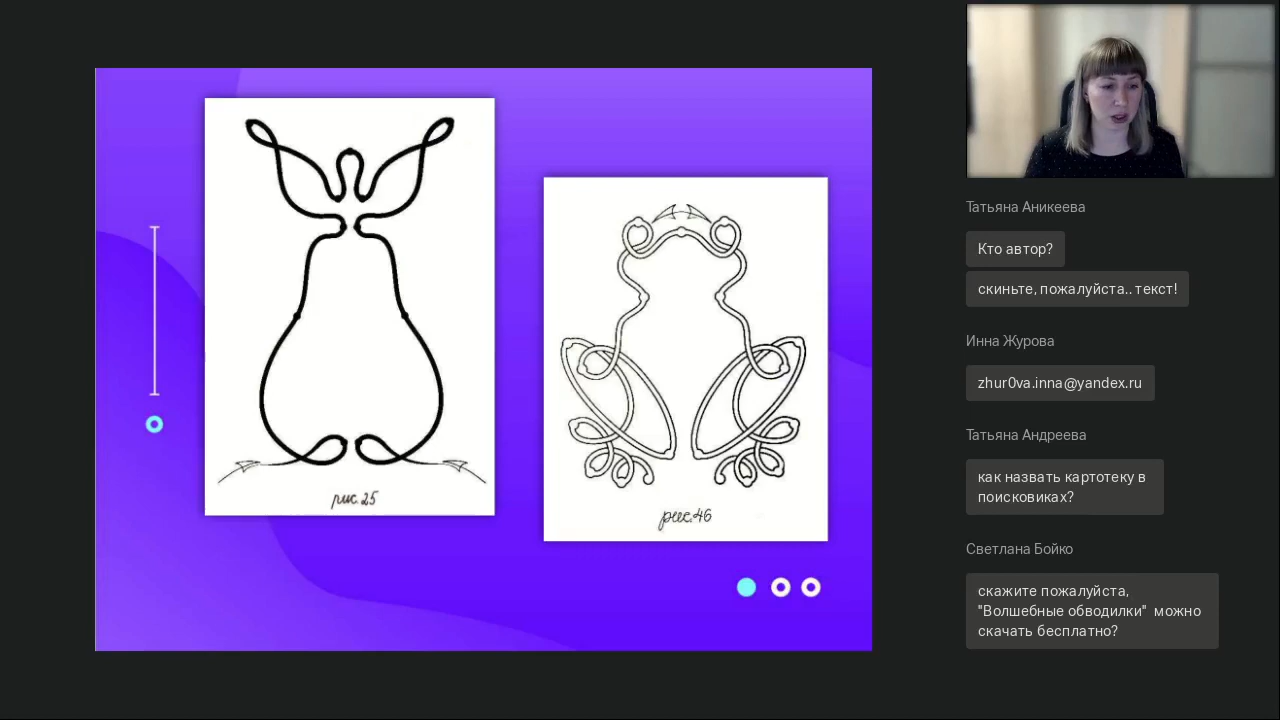 рис. 25
рис. 46
Татьяна Аникеева
Кто автор?
скиньте, пожалуйста.. текст!
Инна Журова
zhur0va.inna@yandex.ru
Татьяна Андреева
как назвать картотеку в
поисковиках?
Светлана Бойко
скажите пожалуйста,
"Волшебные обводилки" можно
скачать бесплатно?